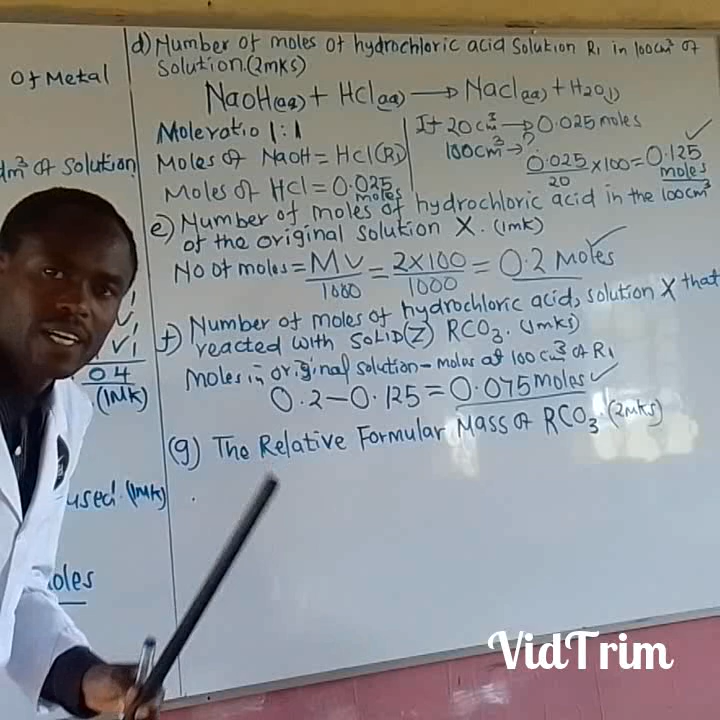 Of Metal
dm³ of solution?
04
(1Mk)
used. (1Mk)
oles
d) Number of moles of hydrochloric acid Solution R₁ in 100cm³ of
Solution. (2mks)
NaOH(aq) + HCl(aq) → NaCl(aq) + H₂O(l)
Moleratio 1:1
Moles of NaOH = HCl(R₁)
Moles of HCl = 0.025 moles
If 20cm³ → 0.025 moles
100cm³ → ?
0.025/20 × 100 = 0.125 moles ✓
e) Number of moles of hydrochloric acid in the 100cm³
of the original solution X. (1mk)
No of moles = MV/1000 = 2×100/1000 = 0.2 Moles ✓
f) Number of moles of hydrochloric acid, solution X that
reacted with SOLID(Z) RCO₃. (1mks)
Moles in original solution – moles of 100cm³ of R₁
0.2 – 0.125 = 0.075 moles ✓
(g) The Relative Formular Mass of RCO₃. (2mks)
VidTrim